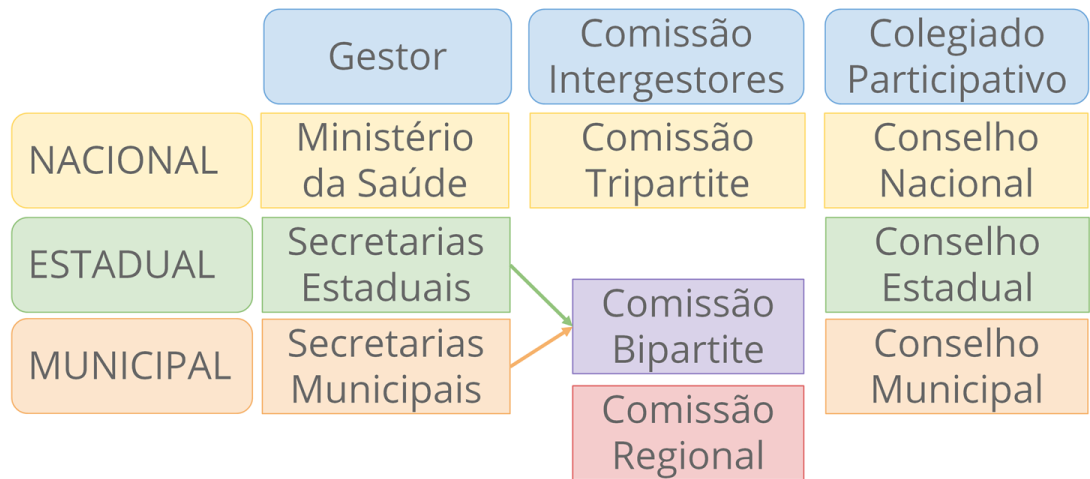 Gestor
Comissão
Intergestores
Colegiado
Participativo
NACIONAL
Ministério
da Saúde
Comissão
Tripartite
Conselho
Nacional
ESTADUAL
Secretarias
Estaduais
Conselho
Estadual
Comissão
Bipartite
MUNICIPAL
Secretarias
Municipais
Conselho
Municipal
Comissão
Regional